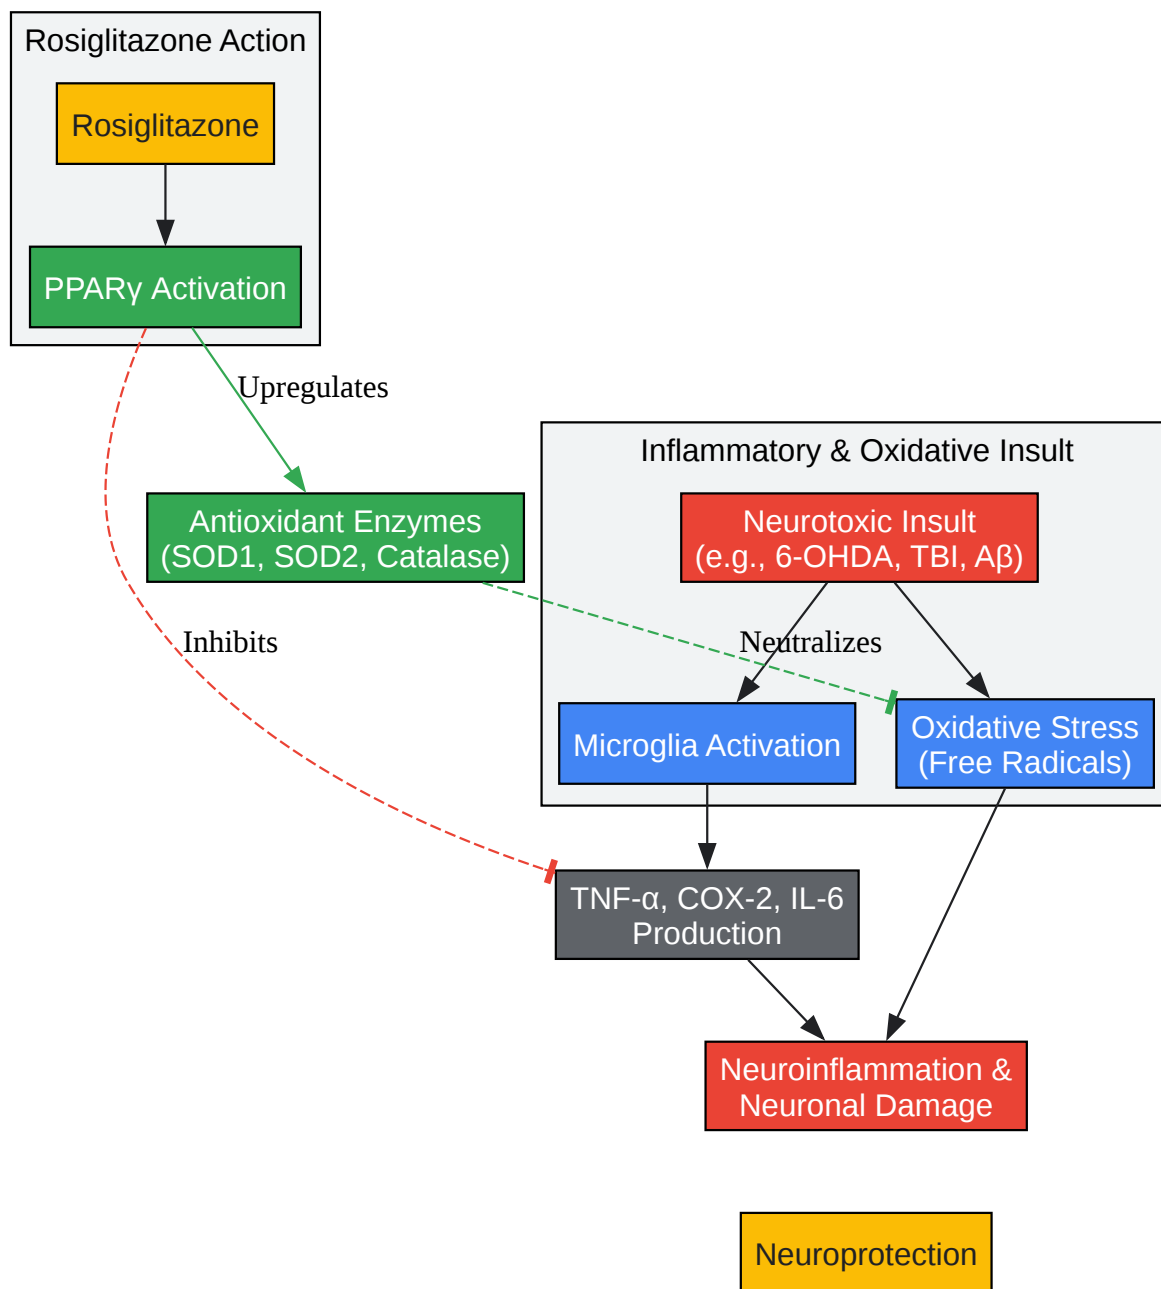 Rosiglitazone Action
Rosiglitazone
PPARγ Activation
Upregulates
Inflammatory & Oxidative Insult
Antioxidant Enzymes
(SOD1, SOD2, Catalase)
Neurotoxic Insult
(e.g., 6-OHDA, TBI, Aβ)
Inhibits
Neutralizes
Microglia Activation
Oxidative Stress
(Free Radicals)
TNF-α, COX-2, IL-6
Production
Neuroinflammation &
Neuronal Damage
Neuroprotection